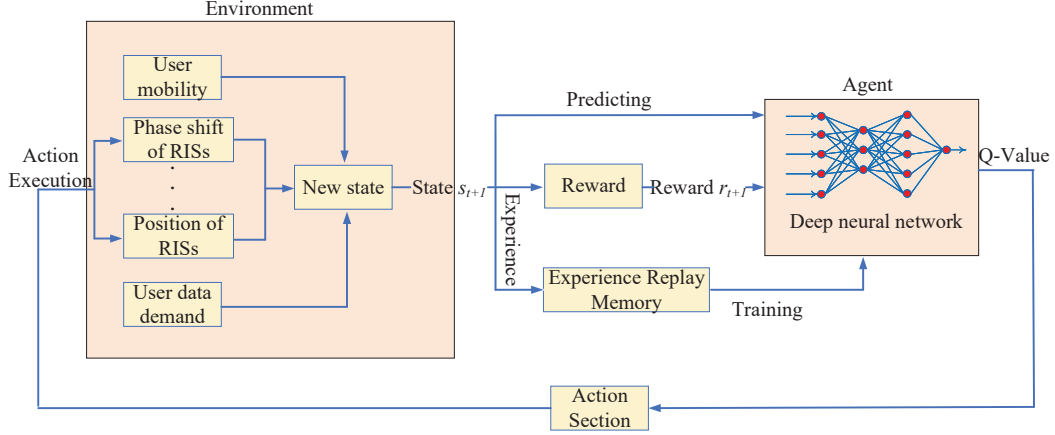 Environment
User
mobility
Phase shift
of RISs
.
.
.
Position of
RISs
User data
demand
Action
Execution
New state
State s_{t+1}
Predicting
Experience
Reward
Reward r_{t+1}
Experience Replay
Memory
Training
Agent
Deep neural network
Q-Value
Action
Section